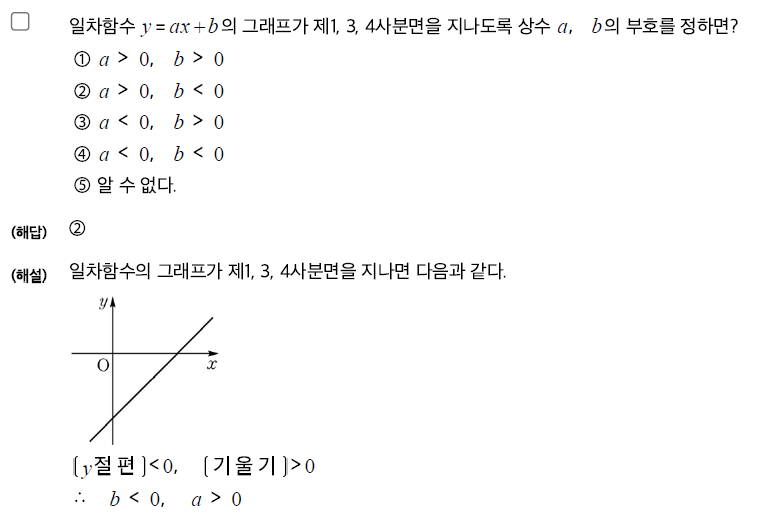 일차함수 y = ax + b의 그래프가 제1, 3, 4사분면을 지나도록 상수 a, b의 부호를 정하면?
① a > 0, b > 0
② a > 0, b < 0
③ a < 0, b > 0
④ a < 0, b < 0
⑤ 알 수 없다.
(해답) ②
(해설) 일차함수의 그래프가 제1, 3, 4사분면을 지나면 다음과 같다.
y
O
x
(y절편)<0, (기울기)>0
∴ b < 0, a > 0